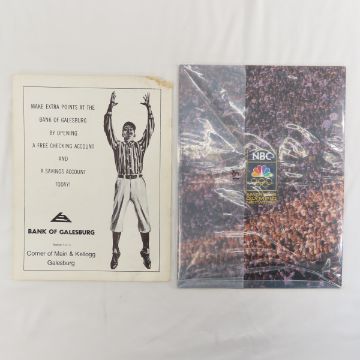 MAKE EXTRA POINTS AT THE
BANK OF GALESBURG
BY OPENING
A FREE CHECKING ACCOUNT
AND
A SAVINGS ACCOUNT
TODAY!
BANK OF GALESBURG
Corner of Main & Kellogg
Galesburg
NBC